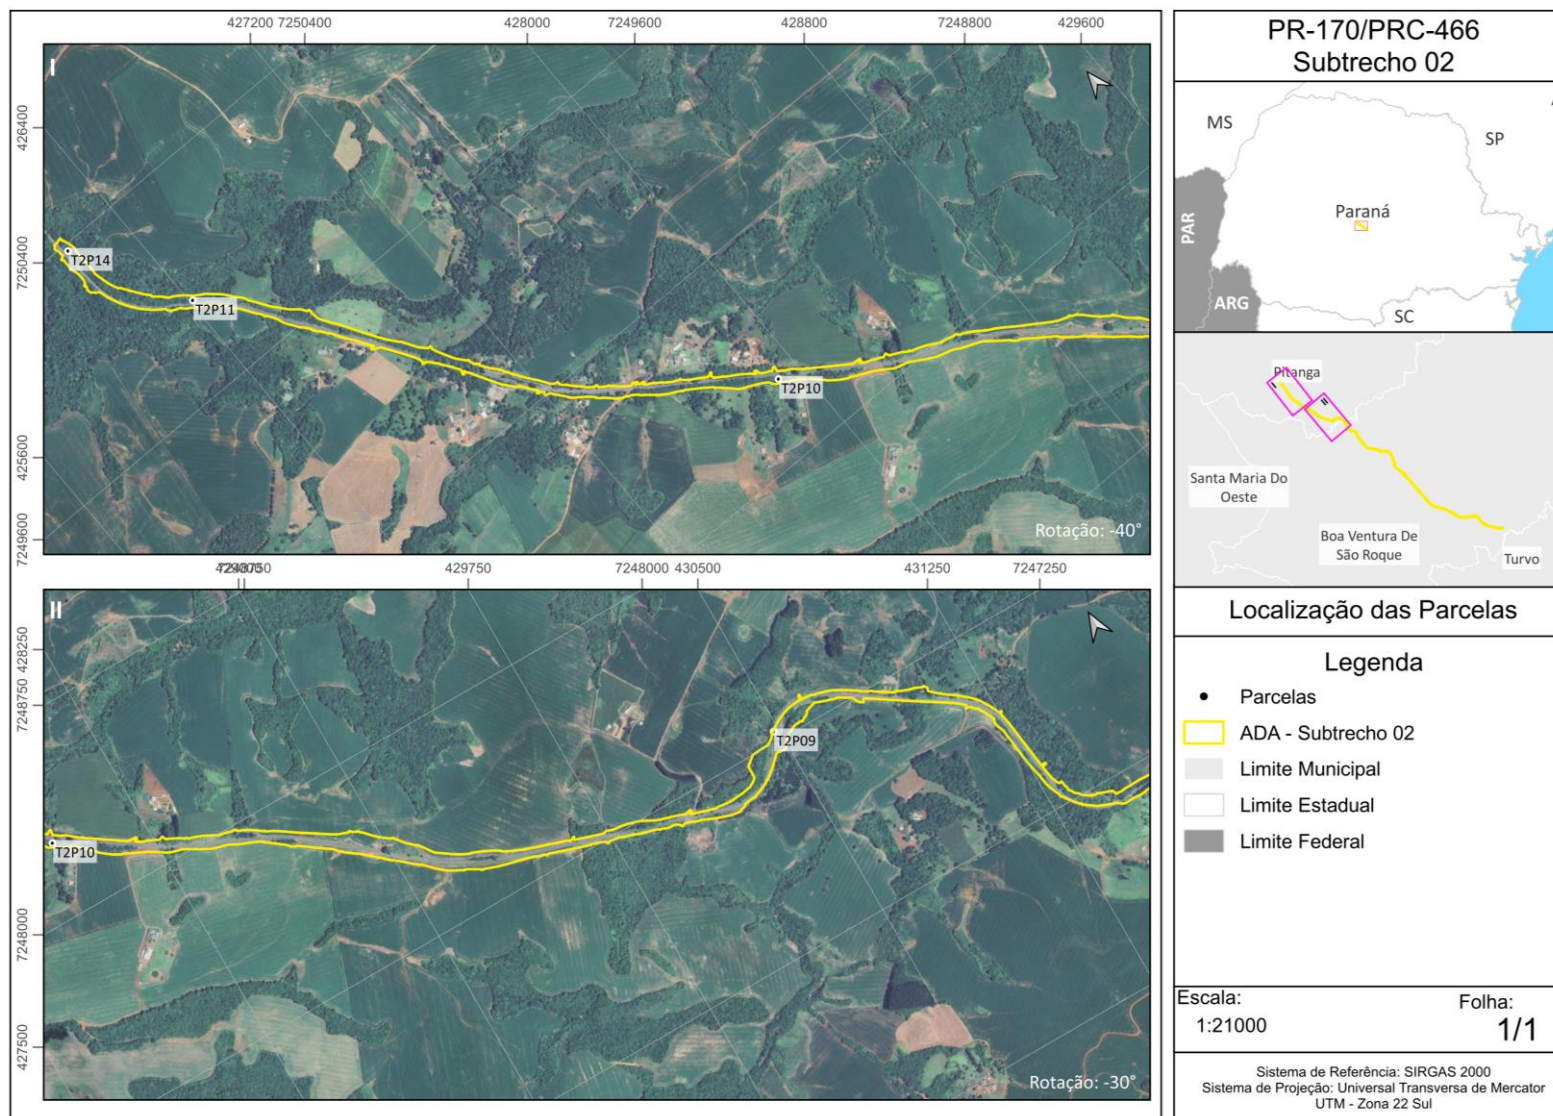 427200 7250400
428000
7249600
428800
7248800
429600
I
426400
7250400
425600
7249600
T2P14
T2P11
T2P10
Rotação: -40°
429750
7248000
430500
431250
7247250
II
428250
7248750
7248000
427500
T2P10
T2P09
Rotação: -30°
PR-170/PRC-466
Subtrecho 02
MS
SP
Paraná
PAR
ARG
SC
Pitanga
I
II
Santa Maria Do
Oeste
Boa Ventura De
São Roque
Turvo
Localização das Parcelas
Legenda
Parcelas
ADA - Subtrecho 02
Limite Municipal
Limite Estadual
Limite Federal
Escala:
1:21000
Folha:
1/1
Sistema de Referência: SIRGAS 2000
Sistema de Projeção: Universal Transversa de Mercator
UTM - Zona 22 Sul